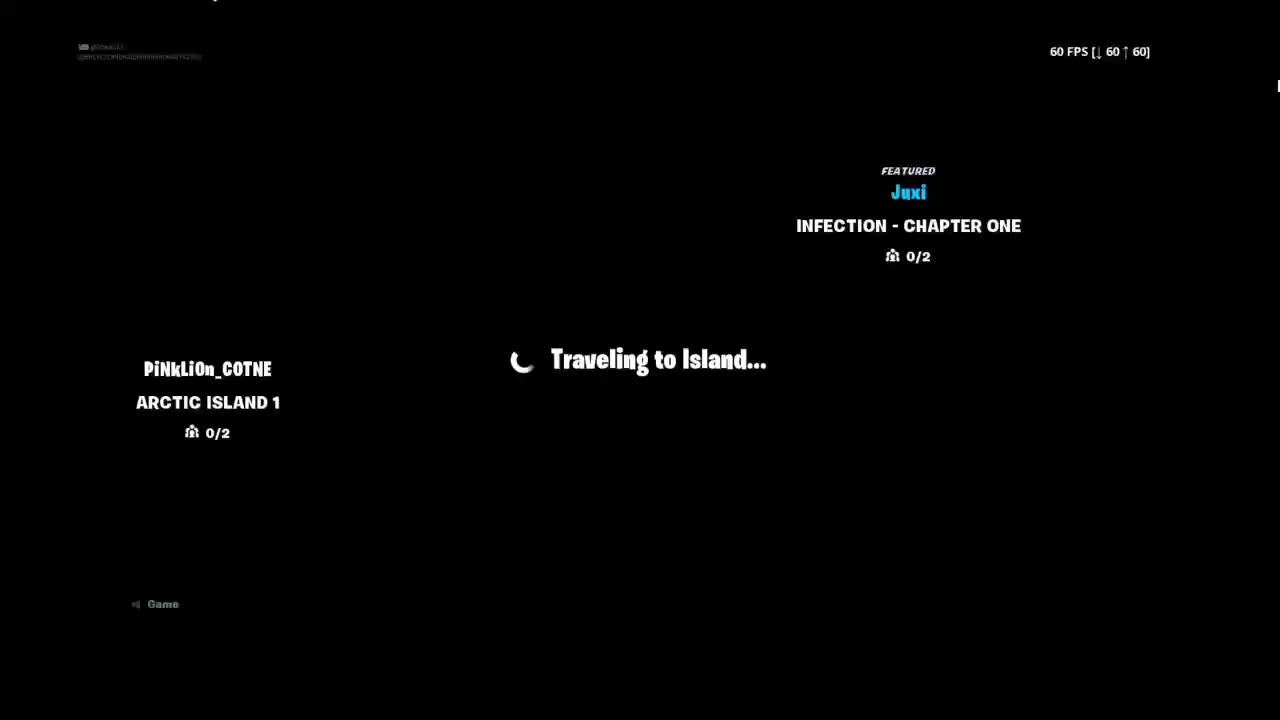 60 FPS [↓ 60 ↑ 60]
FEATURED
Juxi
INFECTION - CHAPTER ONE
0/2
Traveling to Island...
PiNkLiOn_COTNE
ARCTIC ISLAND 1
0/2
Game